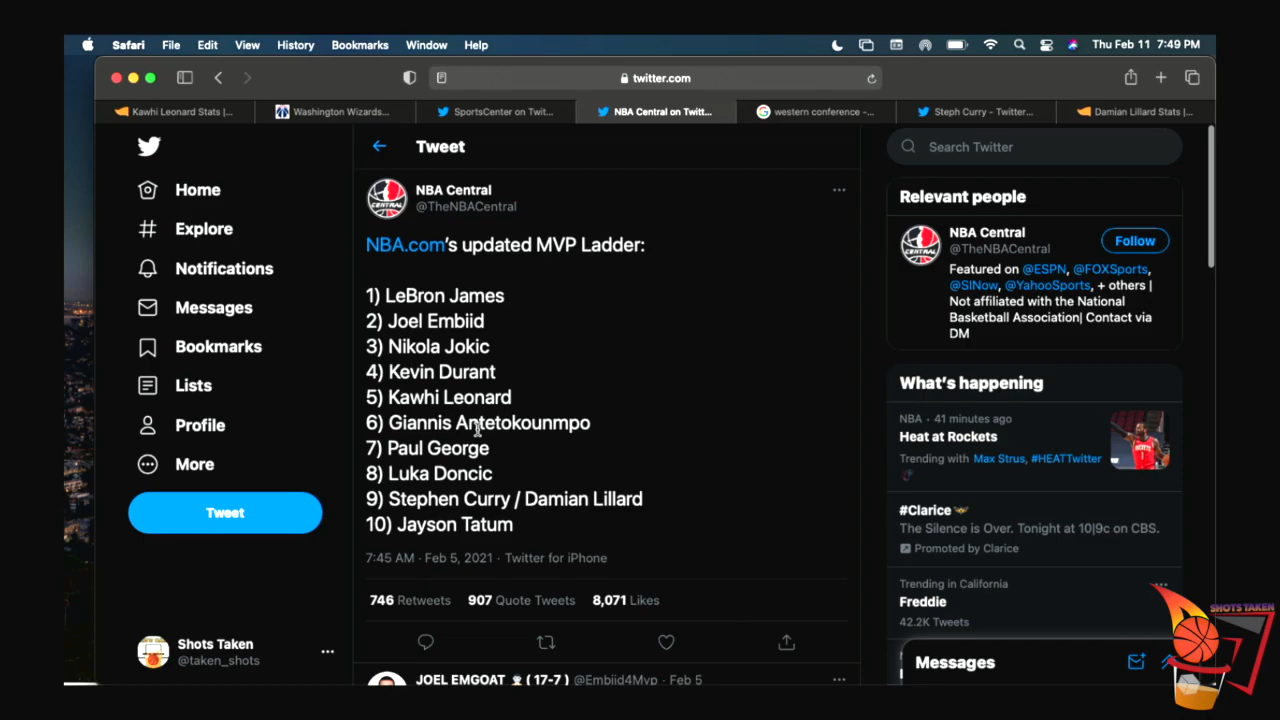 Safari File Edit View History Bookmarks Window Help Thu Feb 11 7:49 PM
twitter.com
Kawhi Leonard Stats |... Washington Wizards... SportsCenter on Twit... NBA Central on Twitt... western conference -... Steph Curry - Twitter... Damian Lillard Stats |...
Home
Explore
Notifications
Messages
Bookmarks
Lists
Profile
More
Tweet
Shots Taken
@taken_shots
Tweet
NBA Central
@TheNBACentral
NBA.com's updated MVP Ladder:
1) LeBron James
2) Joel Embiid
3) Nikola Jokic
4) Kevin Durant
5) Kawhi Leonard
6) Giannis Antetokounmpo
7) Paul George
8) Luka Doncic
9) Stephen Curry / Damian Lillard
10) Jayson Tatum
7:45 AM · Feb 5, 2021 · Twitter for iPhone
746 Retweets 907 Quote Tweets 8,071 Likes
JOEL EMGOAT (17-7) @Embiid4Mvp · Feb 5
Search Twitter
Relevant people
NBA Central
@TheNBACentral
Follow
Featured on @ESPN, @FOXSports,
@SINow, @YahooSports, + others |
Not affiliated with the National
Basketball Association| Contact via
DM
What's happening
NBA · 41 minutes ago
Heat at Rockets
Trending with Max Strus, #HEATTwitter
#Clarice
The Silence is Over. Tonight at 10|9c on CBS.
Promoted by Clarice
Trending in California
Freddie
42.2K Tweets
Messages
SHOTS TAKEN